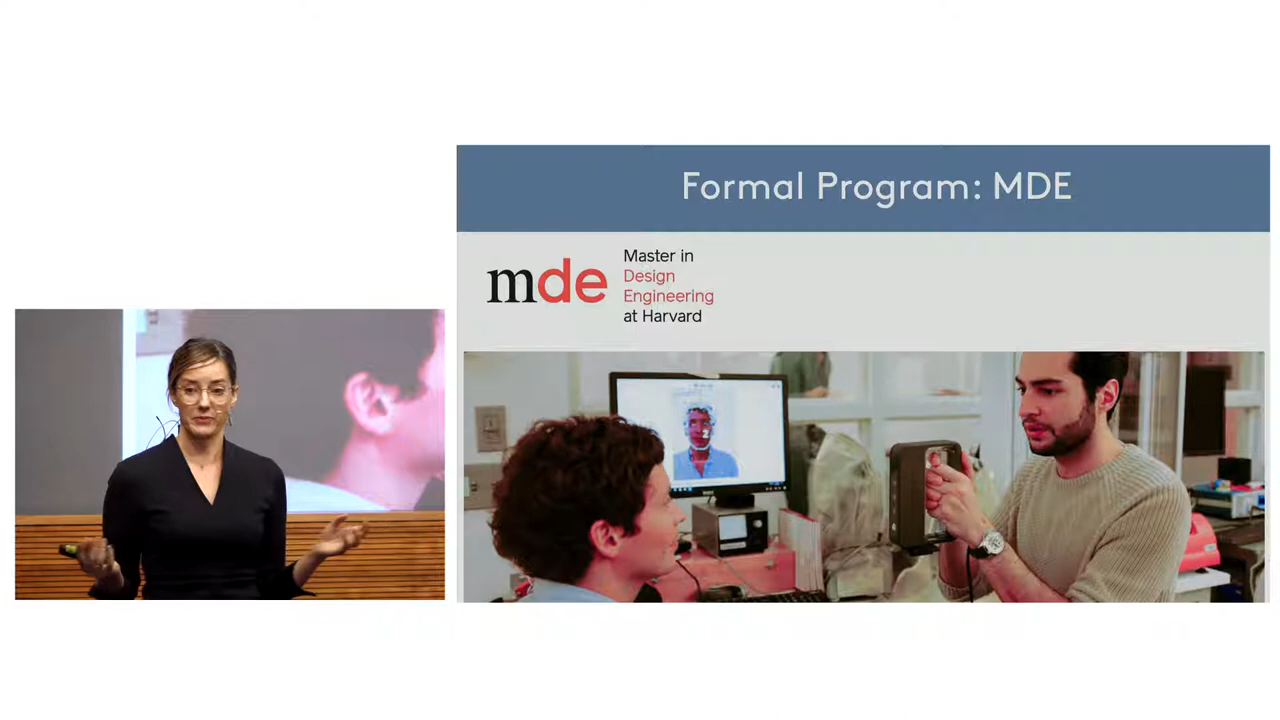 Formal Program: MDE
mde
Master in
Design
Engineering
at Harvard